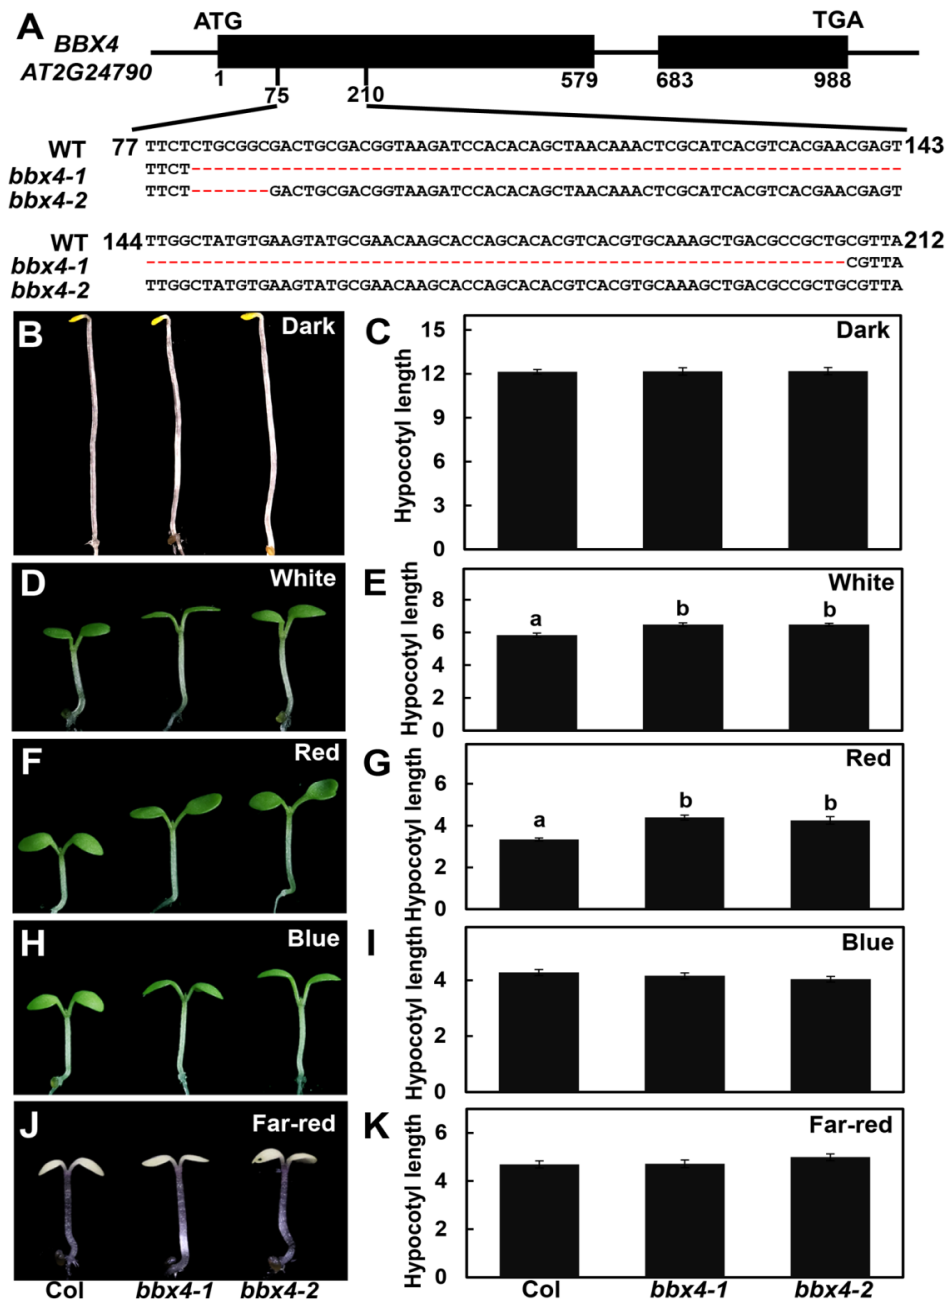 A
ATG
TGA
BBX4
AT2G24790
1
579
683
988
75
210
WT 77 TTCTCTGCGGCGACTGCGACGGTAAGATCCACACAGCTAACAAACTCGCATCACGTCACGAACGAGT 143
bbx4-1 TTCT---------------------------------------------------------------
bbx4-2 TTCT-------GACTGCGACGGTAAGATCCACACAGCTAACAAACTCGCATCACGTCACGAACGAGT
WT 144 TTGGCTATGTGAAGTATGCGAACAAGCACCAGCACACGTCACGTGCAAAGCTGACGCCGCTGCGTTA 212
bbx4-1 --------------------------------------------------------------CGTTA
bbx4-2 TTGGCTATGTGAAGTATGCGAACAAGCACCAGCACACGTCACGTGCAAAGCTGACGCCGCTGCGTTA
B Dark
C Dark
Hypocotyl length
15
12
9
6
3
0
D White
E White
Hypocotyl length
8
6
4
2
0
a b b
F Red
G Red
Hypocotyl length
6
4
2
0
a b b
H Blue
I Blue
Hypocotyl length
4
2
0
J Far-red
K Far-red
Hypocotyl length
6
4
2
0
Col bbx4-1 bbx4-2
Col bbx4-1 bbx4-2